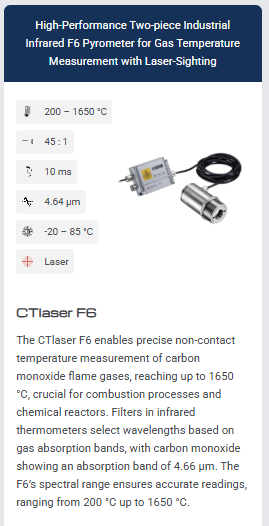 High-Performance Two-piece Industrial
Infrared F6 Pyrometer for Gas Temperature
Measurement with Laser-Sighting
200 – 1650 °C
45 : 1
10 ms
4.64 µm
-20 – 85 °C
Laser
CTlaser F6
The CTlaser F6 enables precise non-contact
temperature measurement of carbon
monoxide flame gases, reaching up to 1650
°C, crucial for combustion processes and
chemical reactors. Filters in infrared
thermometers select wavelengths based on
gas absorption bands, with carbon monoxide
showing an absorption band of 4.66 µm. The
F6’s spectral range ensures accurate readings,
ranging from 200 °C up to 1650 °C.